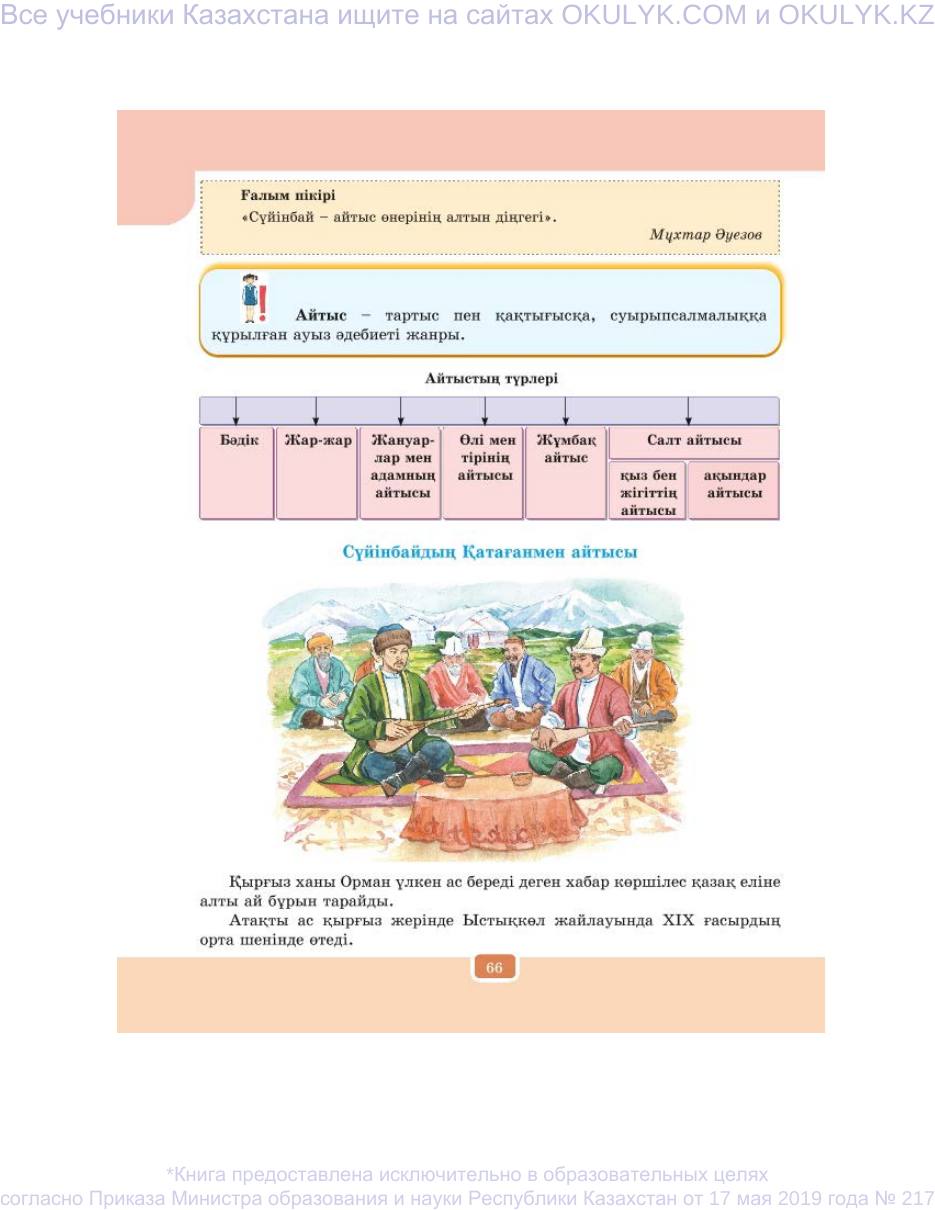 Все учебники Казахстана ищите на сайтах OKULYK.COM и OKULYK.KZ
Ғалым пікірі
«Сүйінбай – айтыс өнерінің алтын діңгегі».
Мұхтар Әуезов
Айтыс – тартыс пен қақтығысқа, суырыпсалмалыққа
құрылған ауыз әдебиеті жанры.
Айтыстың түрлері
Бәдік
Жар-жар
Жануар-
лар мен
адамның
айтысы
Өлі мен
тірінің
айтысы
Жұмбақ
айтыс
Салт айтысы
қыз бен
жігіттің
айтысы
ақындар
айтысы
Сүйінбайдың Қатағанмен айтысы
Қырғыз ханы Орман үлкен ас береді деген хабар көршілес қазақ еліне
алты ай бұрын тарайды.
Атақты ас қырғыз жерінде Ыстықкөл жайлауында XIX ғасырдың
орта шенінде өтеді.
66
*Книга предоставлена исключительно в образовательных целях
согласно Приказа Министра образования и науки Республики Казахстан от 17 мая 2019 года № 217